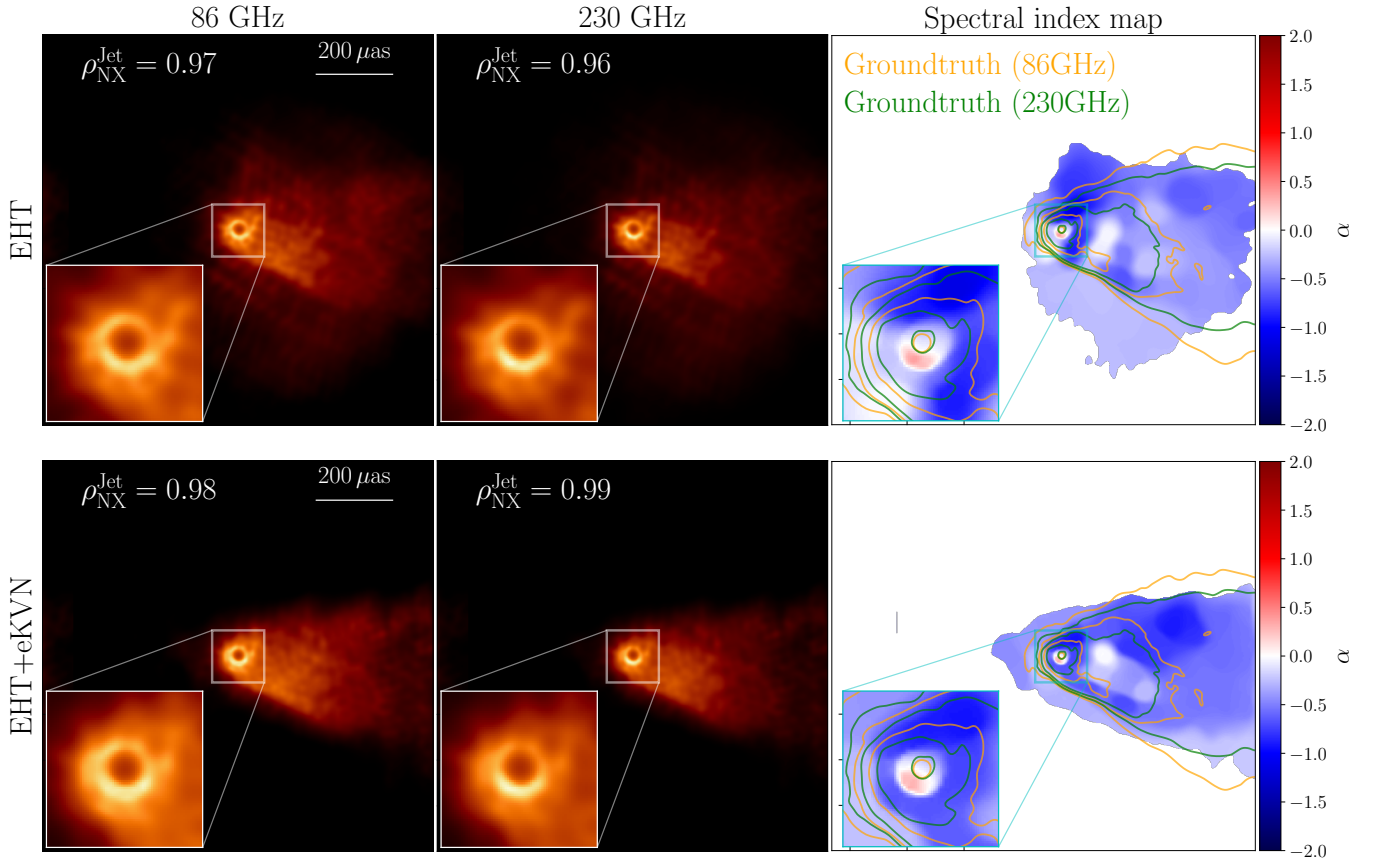 86 GHz
230 GHz
Spectral index map
EHT
ρ_NX^Jet = 0.97
200 μas
ρ_NX^Jet = 0.96
Groundtruth (86GHz)
Groundtruth (230GHz)
2.0
1.5
1.0
0.5
0.0
−0.5
−1.0
−1.5
−2.0
α
EHT+eKVN
ρ_NX^Jet = 0.98
200 μas
ρ_NX^Jet = 0.99
2.0
1.5
1.0
0.5
0.0
−0.5
−1.0
−1.5
−2.0
α